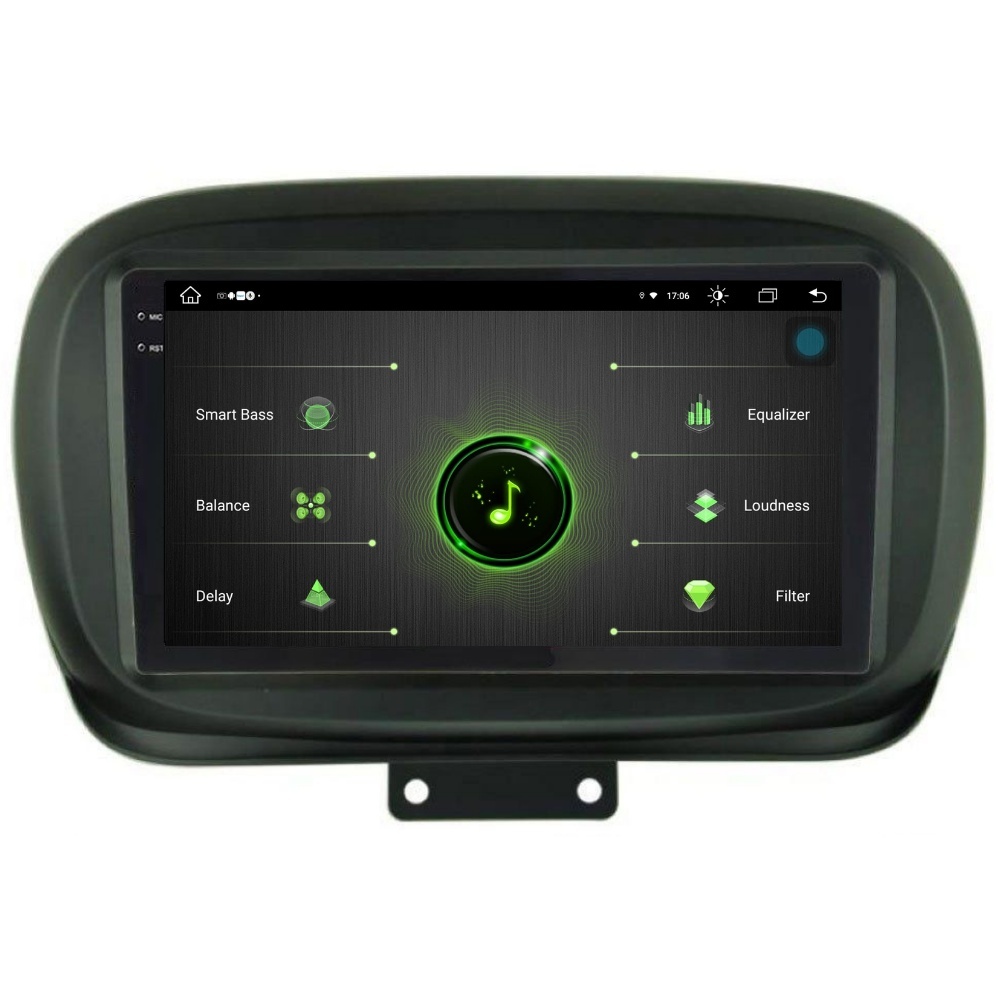 17:06
MIC
RST
Smart Bass
Equalizer
Balance
Loudness
Delay
Filter